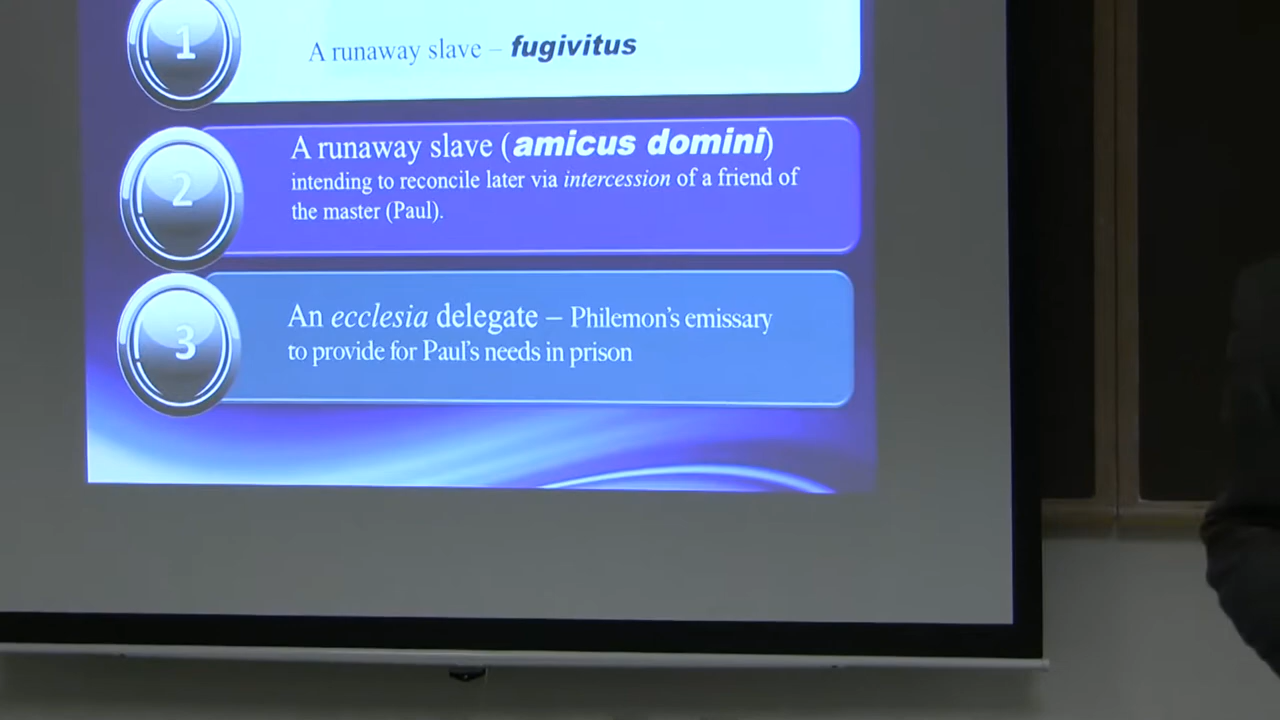 1
A runaway slave – fugivitus
2
A runaway slave (amicus domini)
intending to reconcile later via intercession of a friend of
the master (Paul).
3
An ecclesia delegate – Philemon's emissary
to provide for Paul's needs in prison